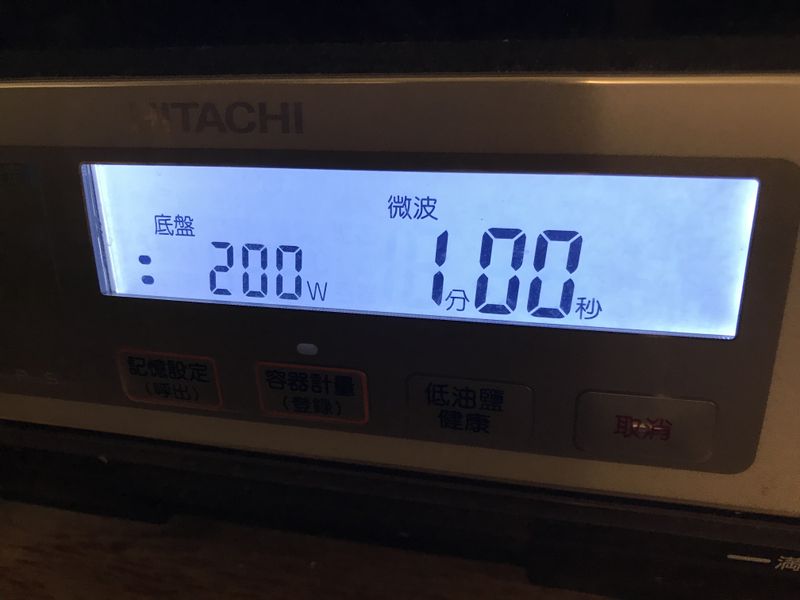 HITACHI
微波
底盤
: 200W 1分00秒
記憶設定
(呼出)
容器計量
(登錄)
低油鹽
健康
取消